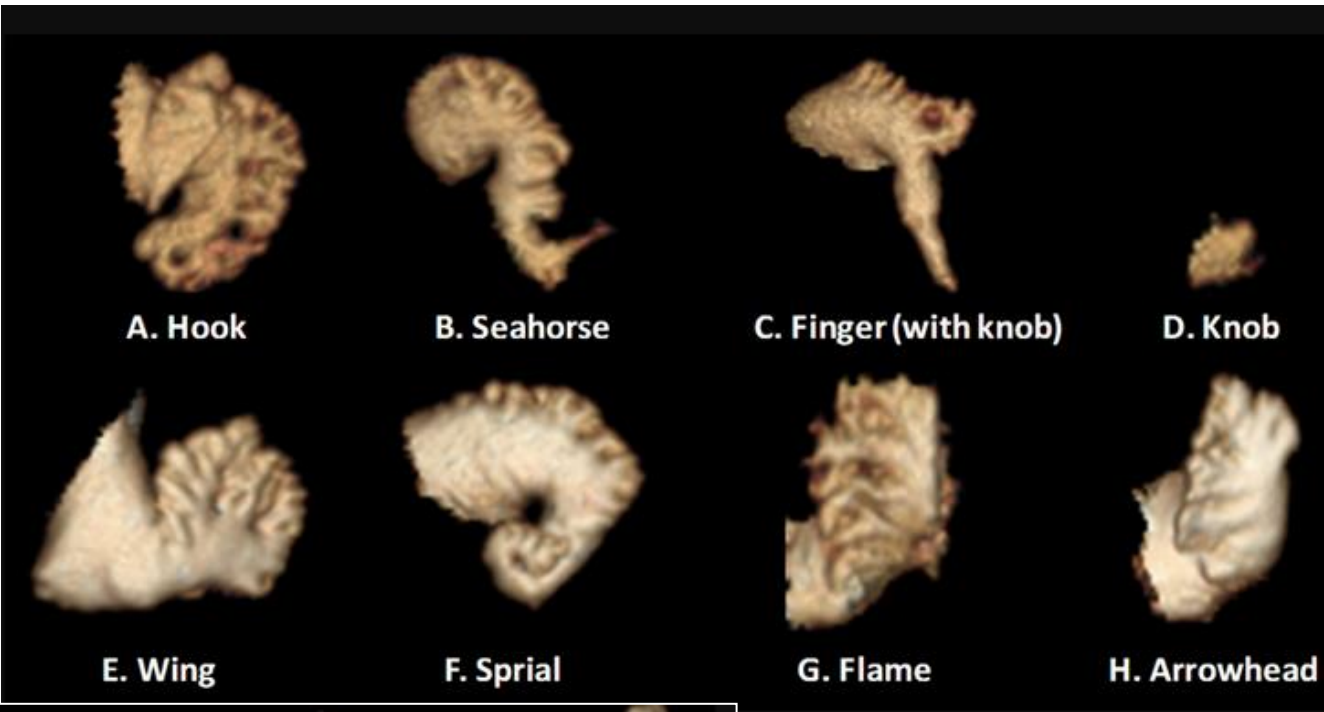 A. Hook
B. Seahorse
C. Finger (with knob)
D. Knob
E. Wing
F. Sprial
G. Flame
H. Arrowhead